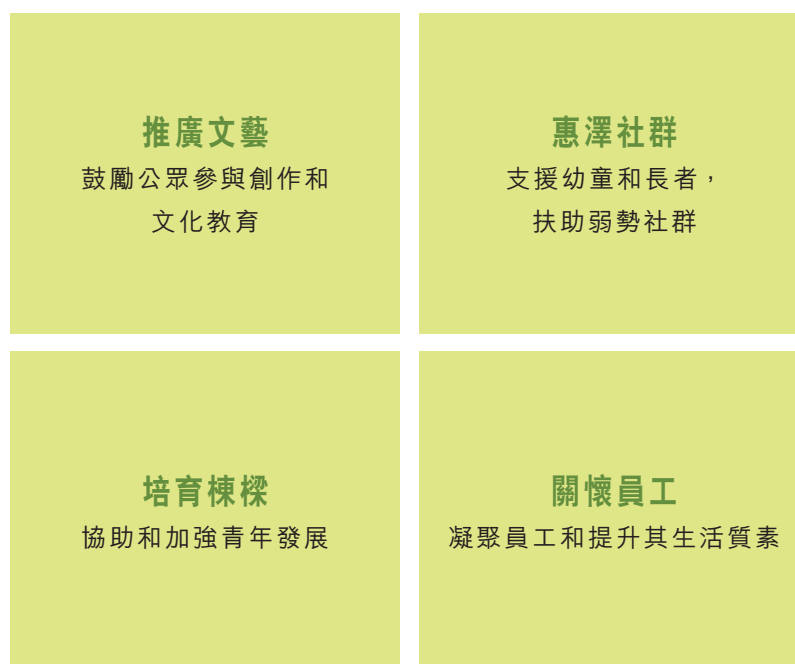 推廣文藝
鼓勵公眾參與創作和
文化教育
惠澤社群
支援幼童和長者，
扶助弱勢社群
培育棟樑
協助和加強青年發展
關懷員工
凝聚員工和提升其生活質素